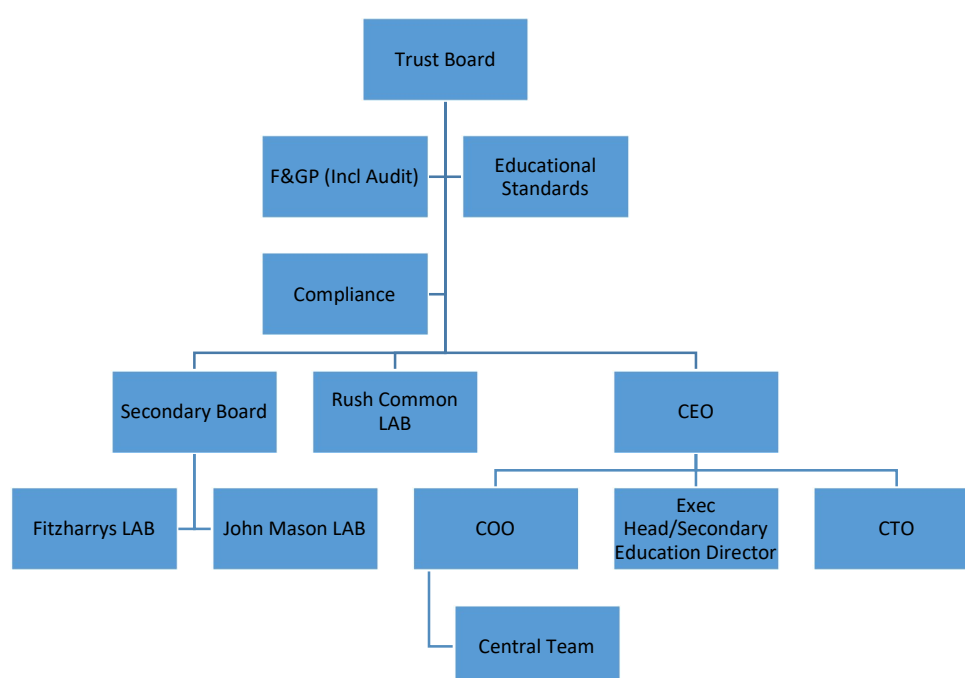 Trust Board
F&GP (Incl Audit)
Educational
Standards
Compliance
Secondary Board
Rush Common
LAB
CEO
Fitzharrys LAB
John Mason LAB
COO
Exec
Head/Secondary
Education Director
CTO
Central Team